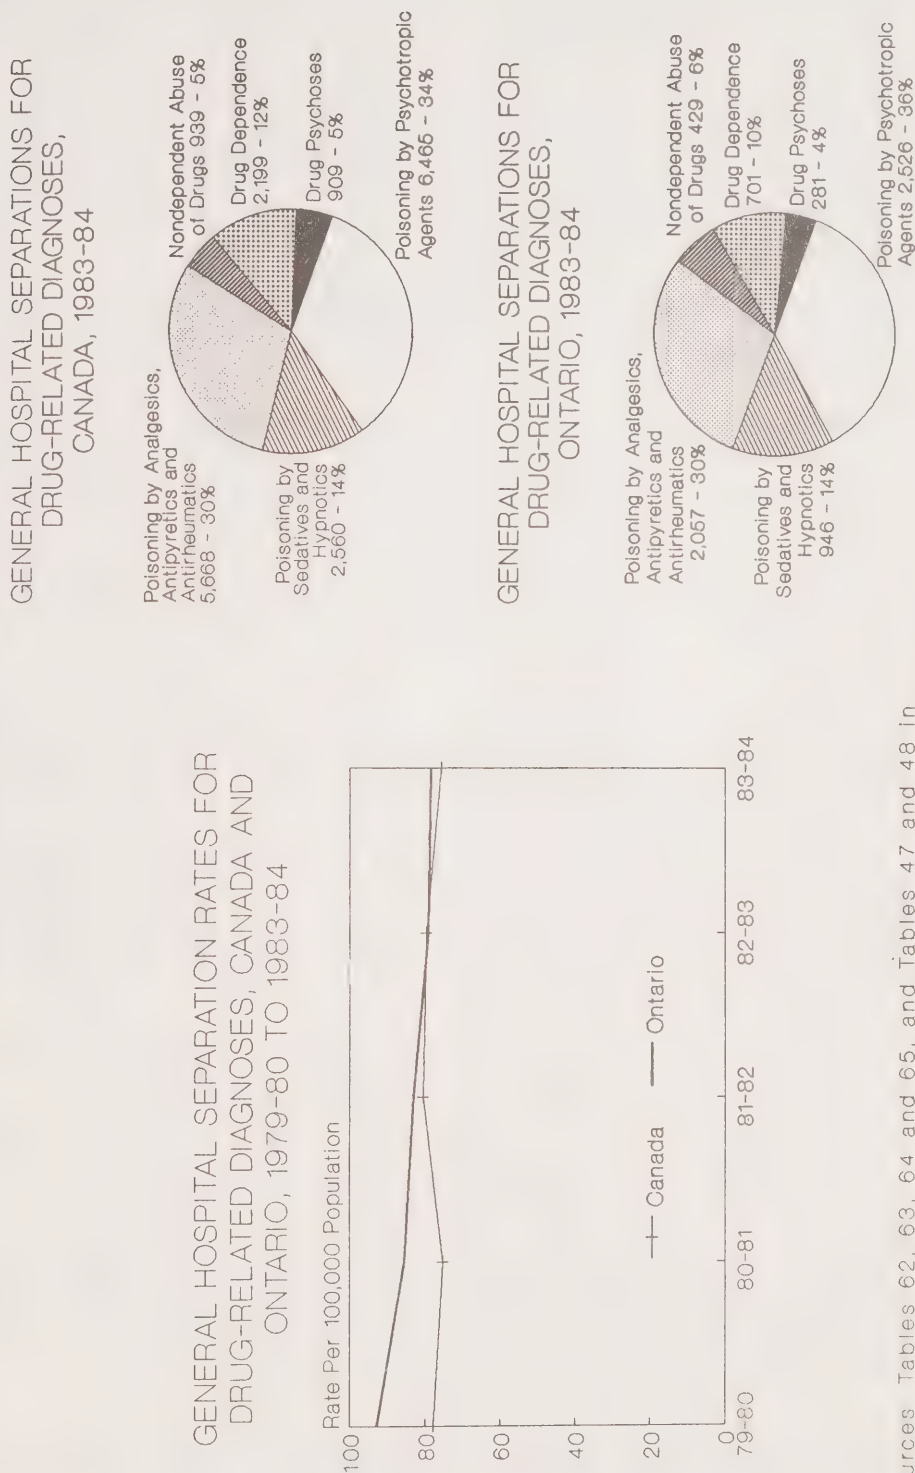 GENERAL HOSPITAL SEPARATION RATES FOR
DRUG-RELATED DIAGNOSES, CANADA AND
ONTARIO, 1979-80 TO 1983-84
Rate Per 100,000 Population
100
80
60
40
20
0
79-80
80-81
81-82
82-83
83-84
Canada
Ontario
GENERAL HOSPITAL SEPARATIONS FOR
DRUG-RELATED DIAGNOSES,
CANADA, 1983-84
Poisoning by Analgesics,
Antipyretics and
Antirheumatics
5,668 - 30%
Nondependent Abuse
of Drugs 939 - 5%
Drug Dependence
2,199 - 12%
Drug Psychoses
909 - 5%
Poisoning by Psychotropic
Agents 6,465 - 34%
Poisoning by
Sedatives and
Hypnotics
2,560 - 14%
GENERAL HOSPITAL SEPARATIONS FOR
DRUG-RELATED DIAGNOSES,
ONTARIO, 1983-84
Poisoning by Analgesics,
Antipyretics and
Antirheumatics
2,057 - 30%
Nondependent Abuse
of Drugs 429 - 6%
Drug Dependence
701 - 10%
Drug Psychoses
281 - 4%
Poisoning by Psychotropic
Agents 2,526 - 36%
Poisoning by
Sedatives and
Hypnotics
946 - 14%
Tables 62, 63, 64 and 65, and Tables 47 and 48 in